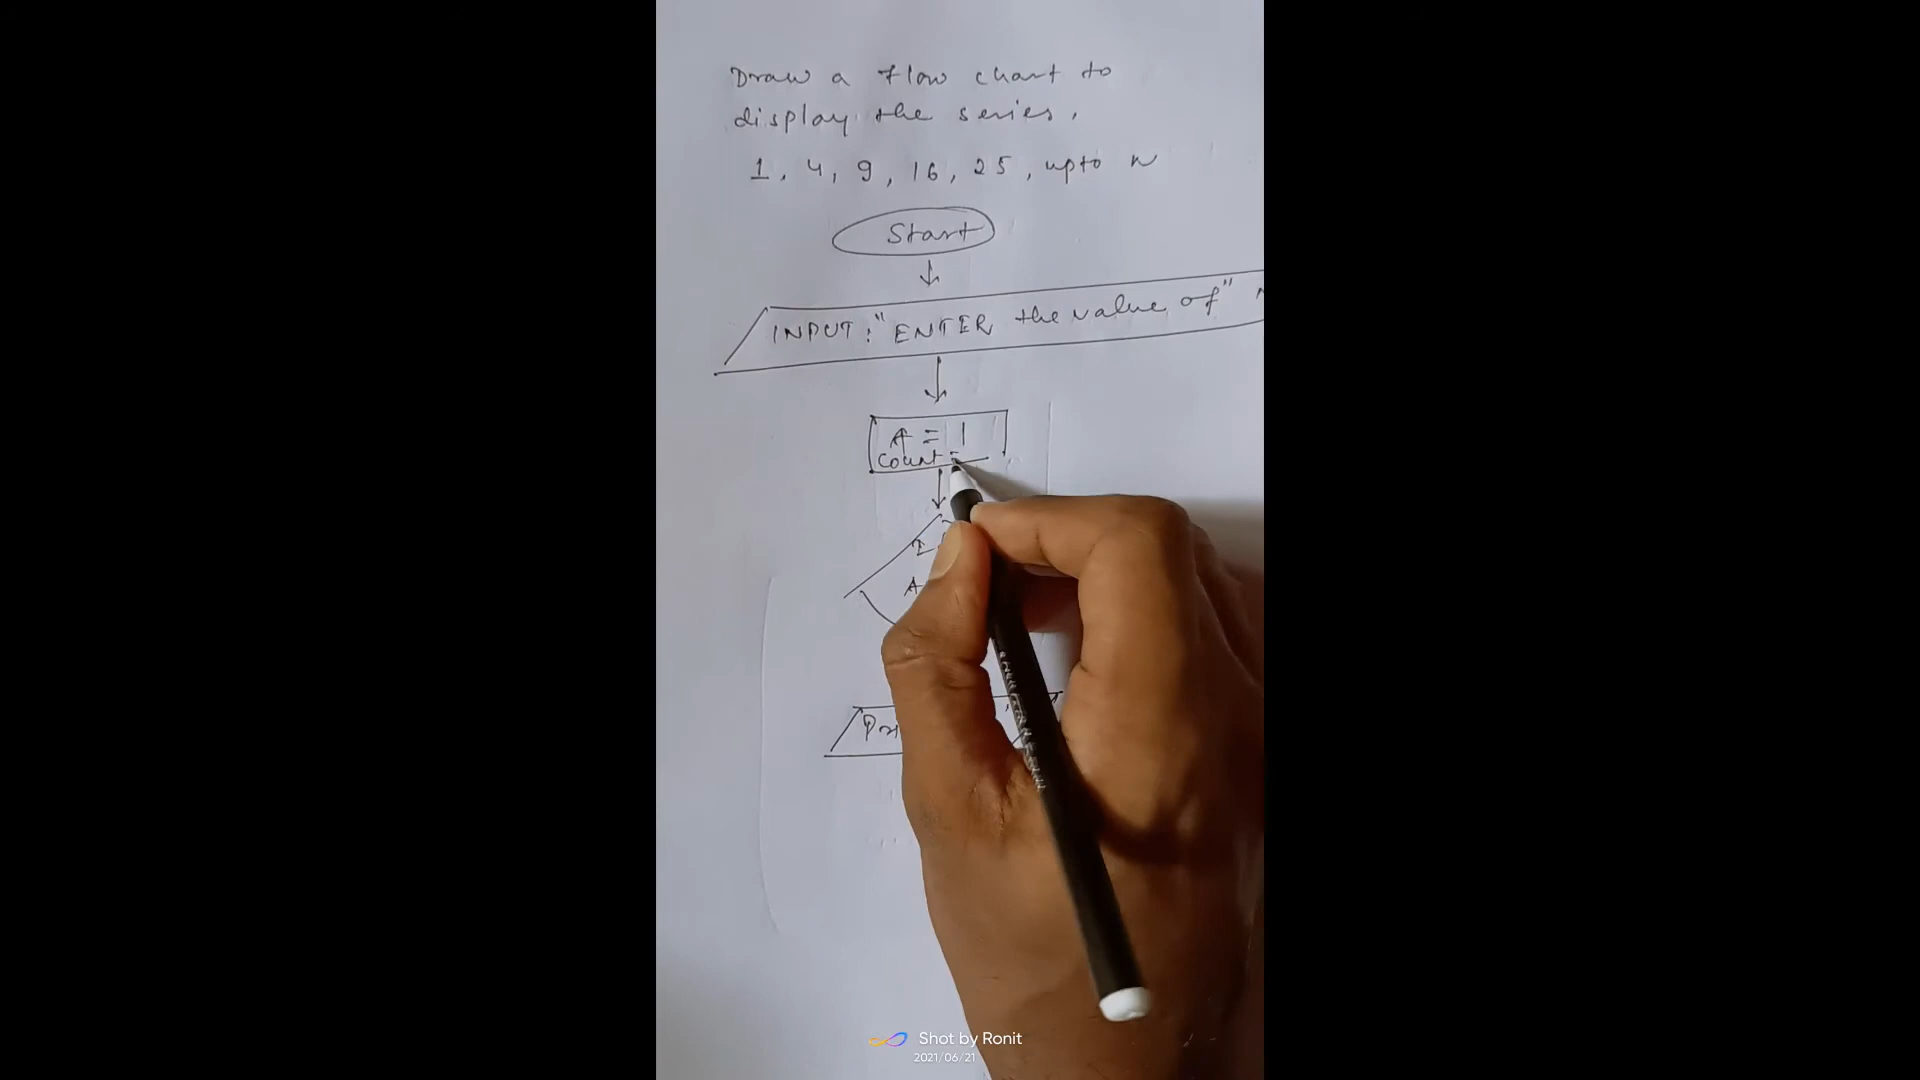 Draw a flow chart to
display the series.
1, 4, 9, 16, 25, upto N
Start
INPUT: "ENTER the value of"
A = 1
Count =
A
Shot by Ronit
2021/06/21